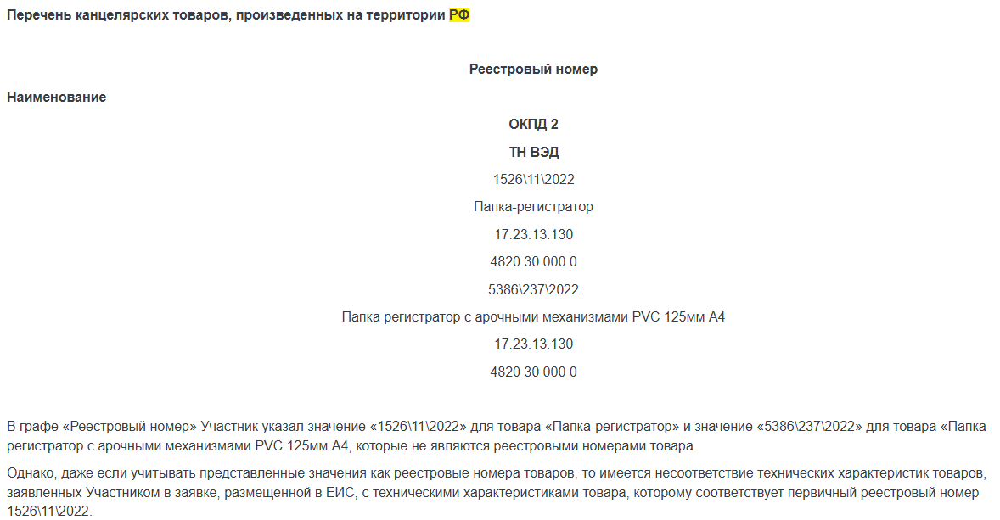 Перечень канцелярских товаров, произведенных на территории РФ
Реестровый номер
Наименование
ОКПД 2
ТН ВЭД
1526\11\2022
Папка-регистратор
17.23.13.130
4820 30 000 0
5386\237\2022
Папка регистратор с арочными механизмами PVC 125мм А4
17.23.13.130
4820 30 000 0
В графе «Реестровый номер» Участник указал значение «1526\11\2022» для товара «Папка-регистратор» и значение «5386\237\2022» для товара «Папка-
регистратор с арочными механизмами PVC 125мм А4, которые не являются реестровыми номерами товара.
Однако, даже если учитывать представленные значения как реестровые номера товаров, то имеется несоответствие технических характеристик товаров,
заявленных Участником в заявке, размещенной в ЕИС, с техническими характеристиками товара, которому соответствует первичный реестровый номер
1526\11\2022.